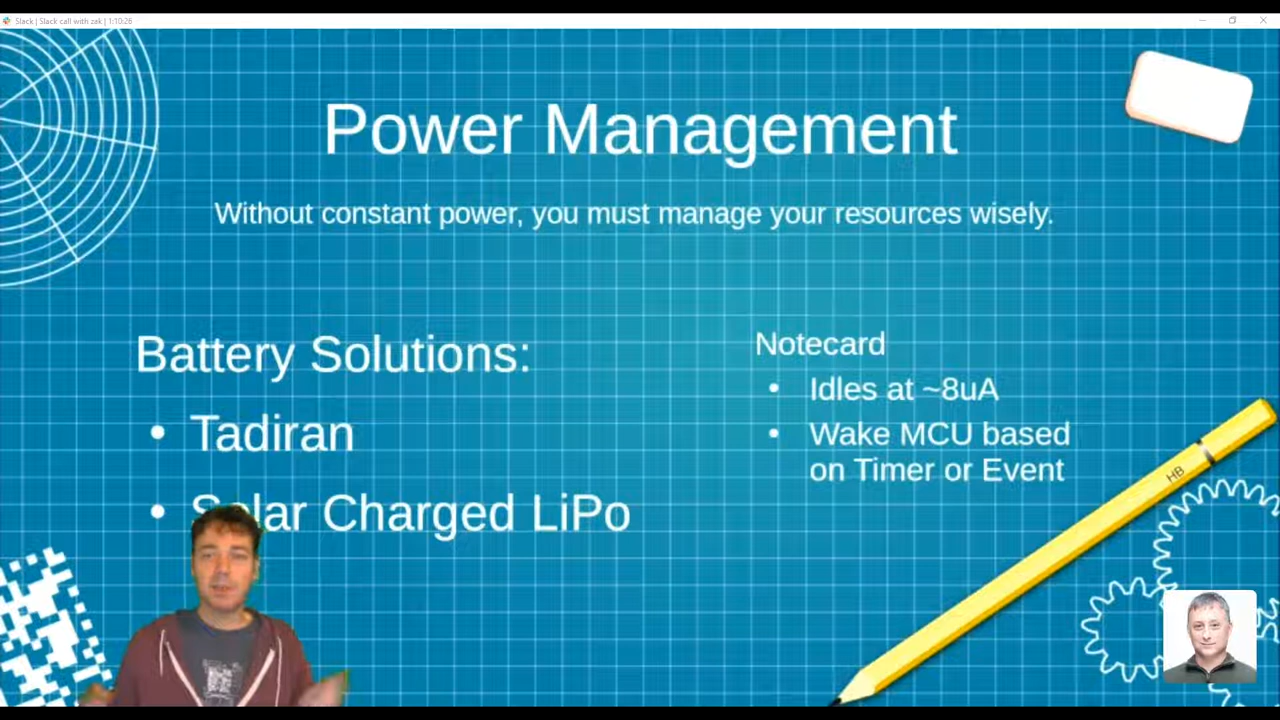 Slack | Slack call with zak | 1:10:26
Power Management
Without constant power, you must manage your resources wisely.
Battery Solutions:
• Tadiran
• Solar Charged LiPo
Notecard
• Idles at ~8uA
• Wake MCU based
on Timer or Event
HB